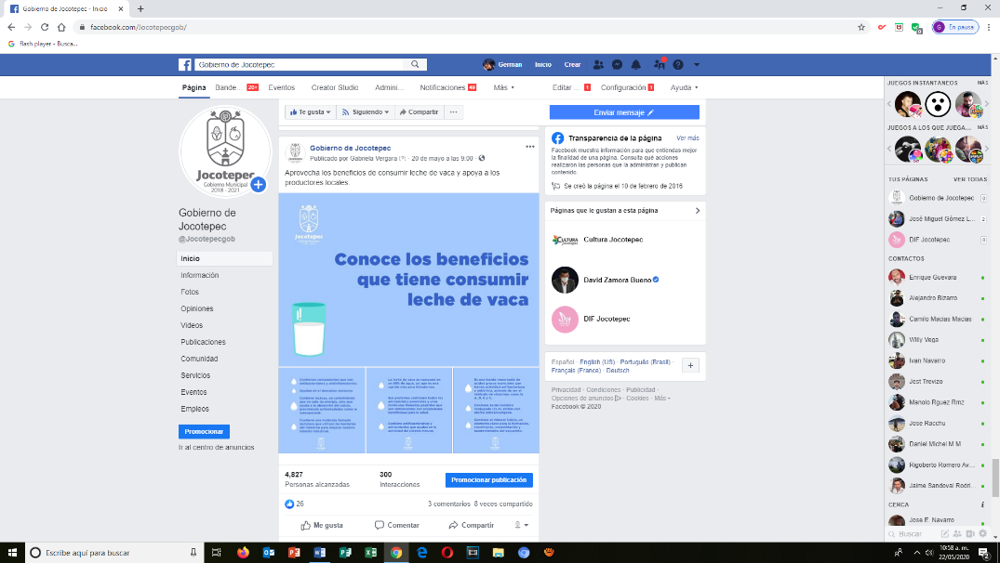 Gobierno de Jocotepec - Inicio
facebook.com/Jocotepecgob/
G En pausa
flash player - Busca...
Gobierno de Jocotepec
German Inicio Crear
Página Bande... 20+ Eventos Creator Studio Admini... Notificaciones 49 Más Editar ... 1 Configuración 1 Ayuda
Te gusta Siguiendo Compartir ...
Enviar mensaje
Jocotepec
Gobierno Municipal
2018 - 2021
Gobierno de
Jocotepec
@Jocotepecgob
Inicio
Información
Fotos
Opiniones
Videos
Publicaciones
Comunidad
Servicios
Eventos
Empleos
Promocionar
Ir al centro de anuncios
Gobierno de Jocotepec
Publicado por Gabriela Vergara [?] · 20 de mayo a las 9:00 ·
Aprovecha los beneficios de consumir leche de vaca y apoya a los
productores locales.
Jocotepec
Conoce los beneficios
que tiene consumir
leche de vaca
4,827
Personas alcanzadas
300
Interacciones
Promocionar publicación
26
3 comentarios 8 veces compartido
Me gusta Comentar Compartir
Transparencia de la página Ver más
Facebook muestra información para que entiendas mejor
la finalidad de una página. Consulta qué acciones
realizaron las personas que la administran y publican
contenido.
Se creó la página el 10 de febrero de 2016
Páginas que le gustan a esta página
CULTURA
Cultura Jocotepec
David Zamora Bueno
DIF Jocotepec
Español · English (US) · Português (Brasil) ·
Français (France) · Deutsch
Privacidad · Condiciones · Publicidad ·
Opciones de anuncios · Cookies · Más
Facebook © 2020
JUEGOS INSTANTÁNEOS MÁS
JUEGOS A LOS QUE JUEGA... MÁS
TUS PÁGINAS VER TODAS
Gobierno de Jocotepec 0
José Miguel Gómez L... 2
DIF Jocotepec 0
CONTACTOS
Enrique Guevara
Alejandro Bizarro
Camilo Macias Macias
Willy Vega
Ivan Navarro
Jest Trevizo
Manolo Rguez Rmz
Jose Racchu
Daniel Michel M M
Rigoberto Romero Av...
Jaime Sandoval Rodri...
CERCA
Jose E. Navarro
Buscar
Escribe aquí para buscar
10:58 a. m.
22/05/2020
2